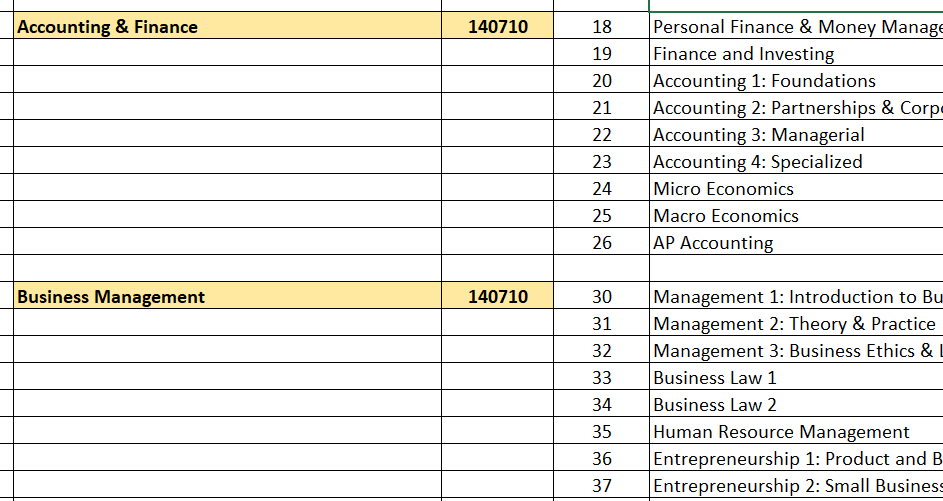 Accounting & Finance 140710 18 Personal Finance & Money Manage
19 Finance and Investing
20 Accounting 1: Foundations
21 Accounting 2: Partnerships & Corp
22 Accounting 3: Managerial
23 Accounting 4: Specialized
24 Micro Economics
25 Macro Economics
26 AP Accounting
Business Management 140710 30 Management 1: Introduction to Bu
31 Management 2: Theory & Practice
32 Management 3: Business Ethics &
33 Business Law 1
34 Business Law 2
35 Human Resource Management
36 Entrepreneurship 1: Product and B
37 Entrepreneurship 2: Small Business